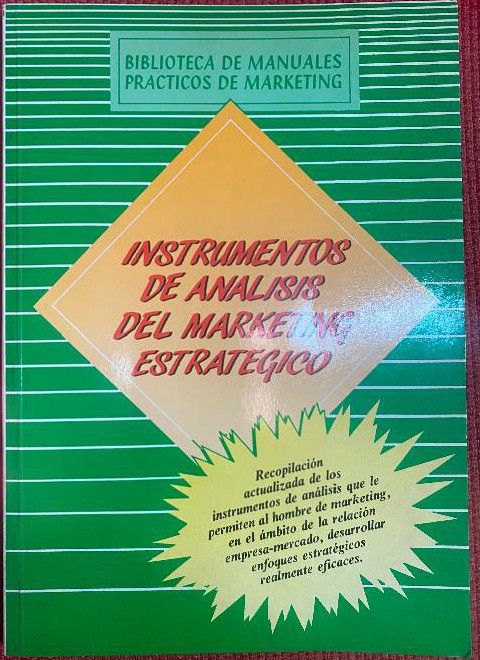 BIBLIOTECA DE MANUALES
PRACTICOS DE MARKETING
INSTRUMENTOS
DE ANALISIS
DEL MARKETING
ESTRATEGICO
Recopilación
actualizada de los
instrumentos de análisis que le
permiten al hombre de marketing,
en el ámbito de la relación
empresa-mercado, desarrollar
enfoques estratégicos
realmente eficaces.